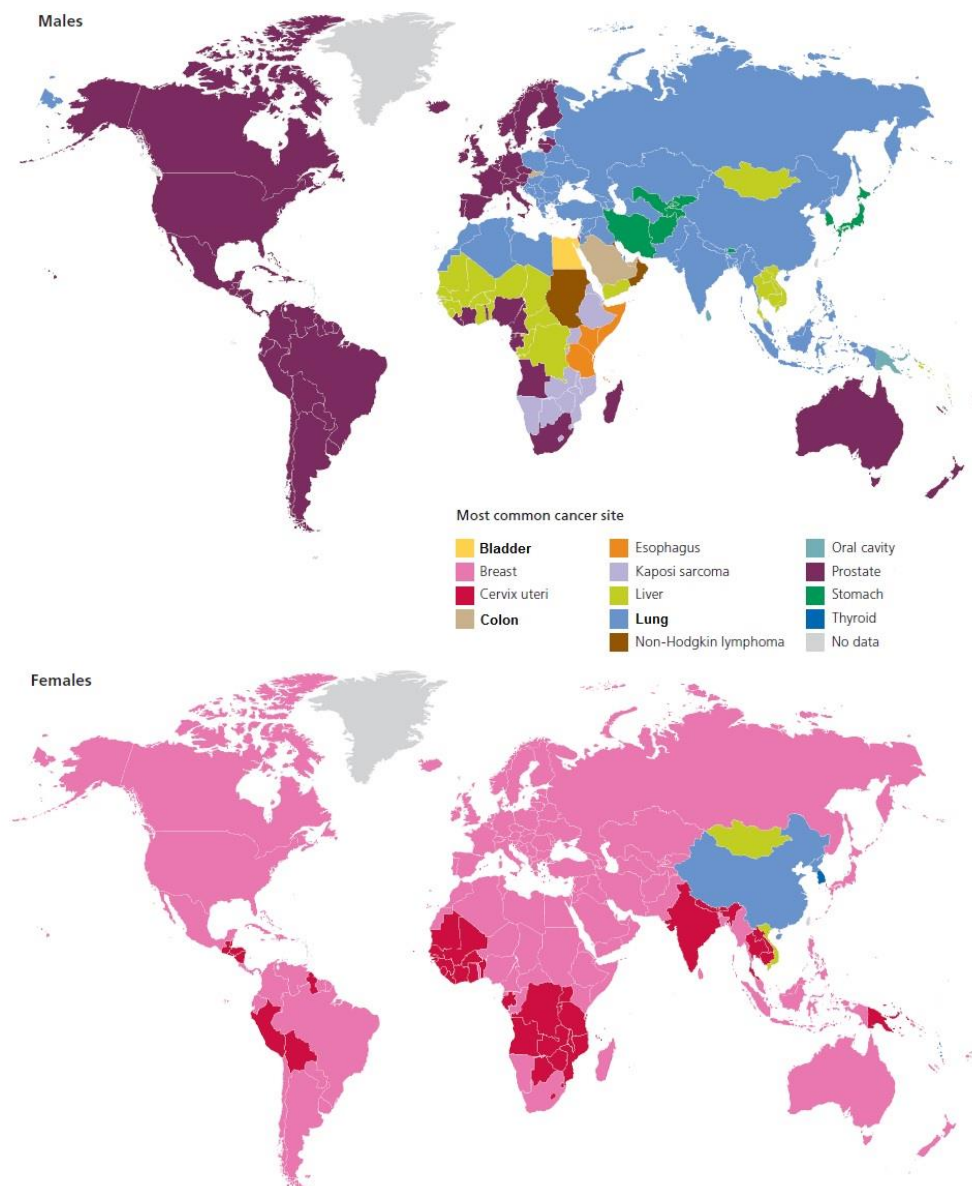 Males
Most common cancer site
Bladder
Breast
Cervix uteri
Colon
Esophagus
Kaposi sarcoma
Liver
Lung
Non-Hodgkin lymphoma
Oral cavity
Prostate
Stomach
Thyroid
No data
Females